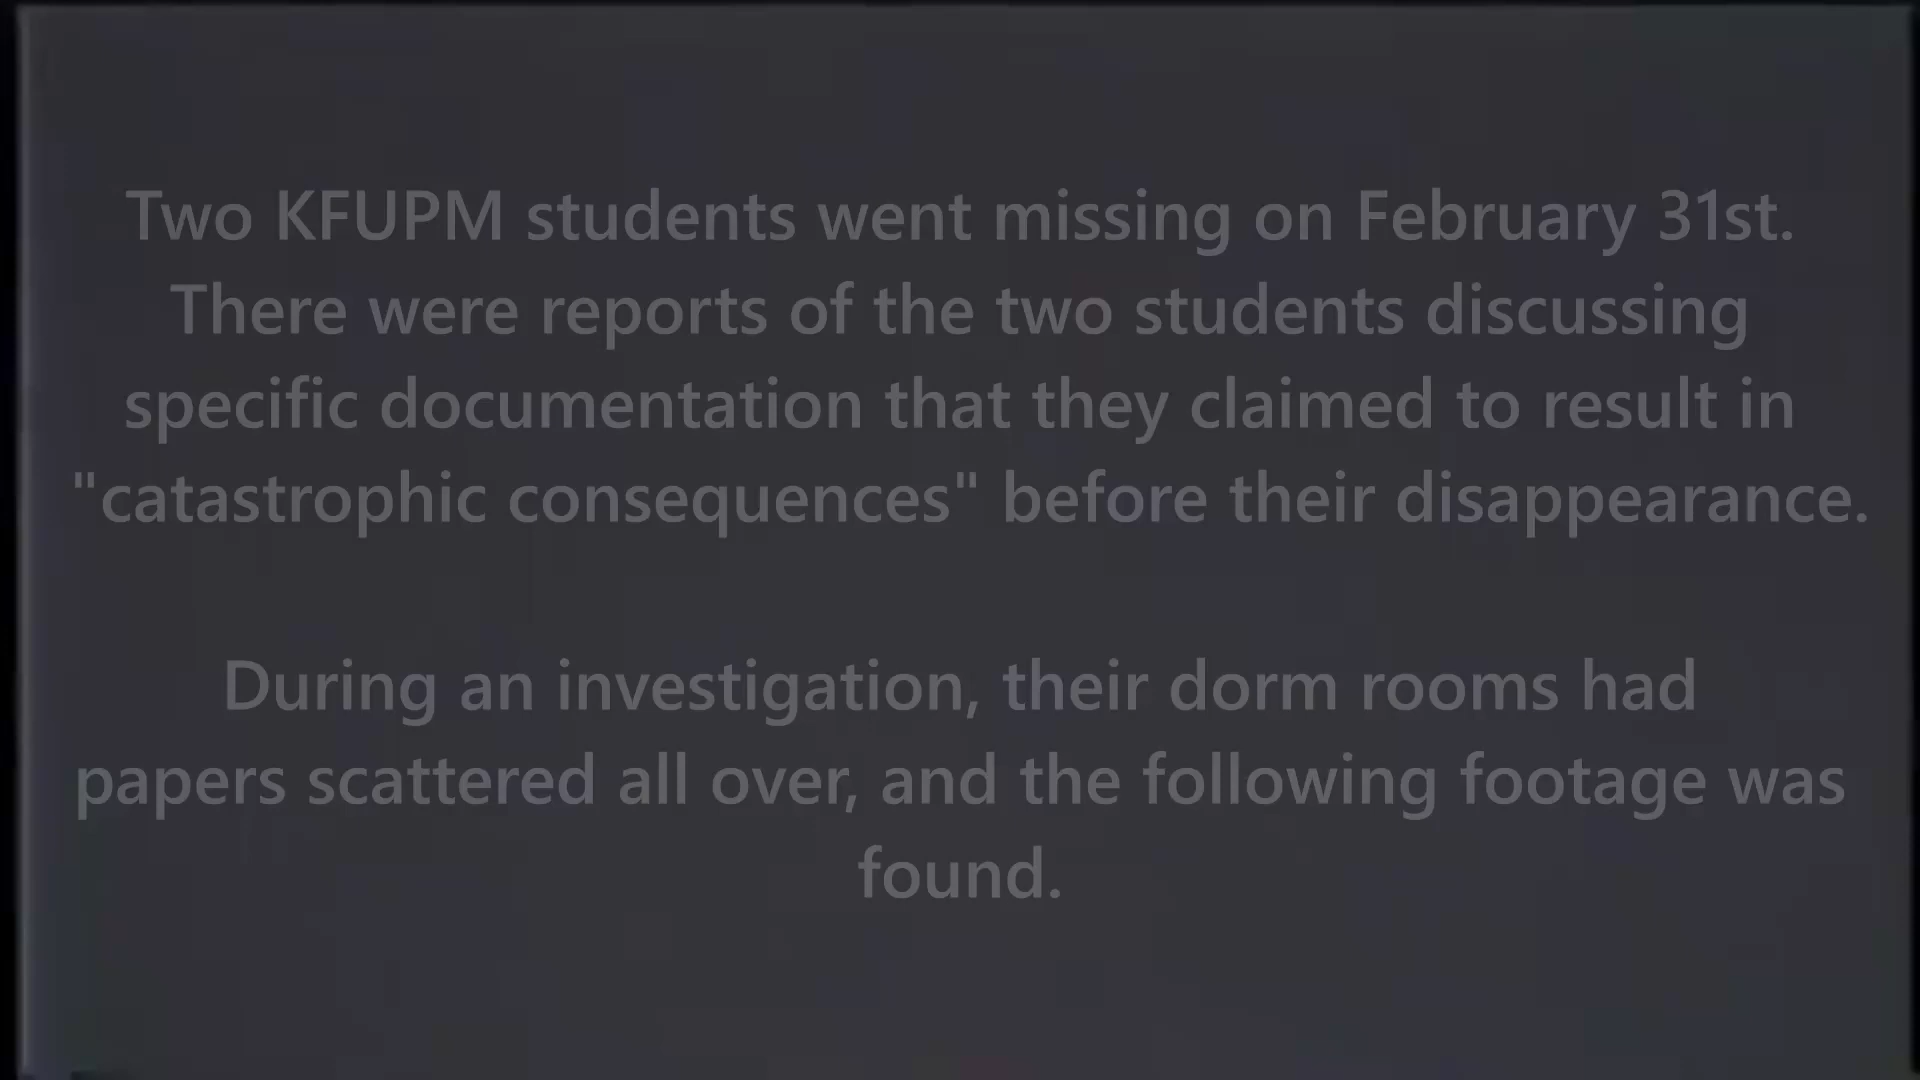 Two KFUPM students went missing on February 31st.
There were reports of the two students discussing
specific documentation that they claimed to result in
"catastrophic consequences" before their disappearance.
During an investigation, their dorm rooms had
papers scattered all over, and the following footage was
found.